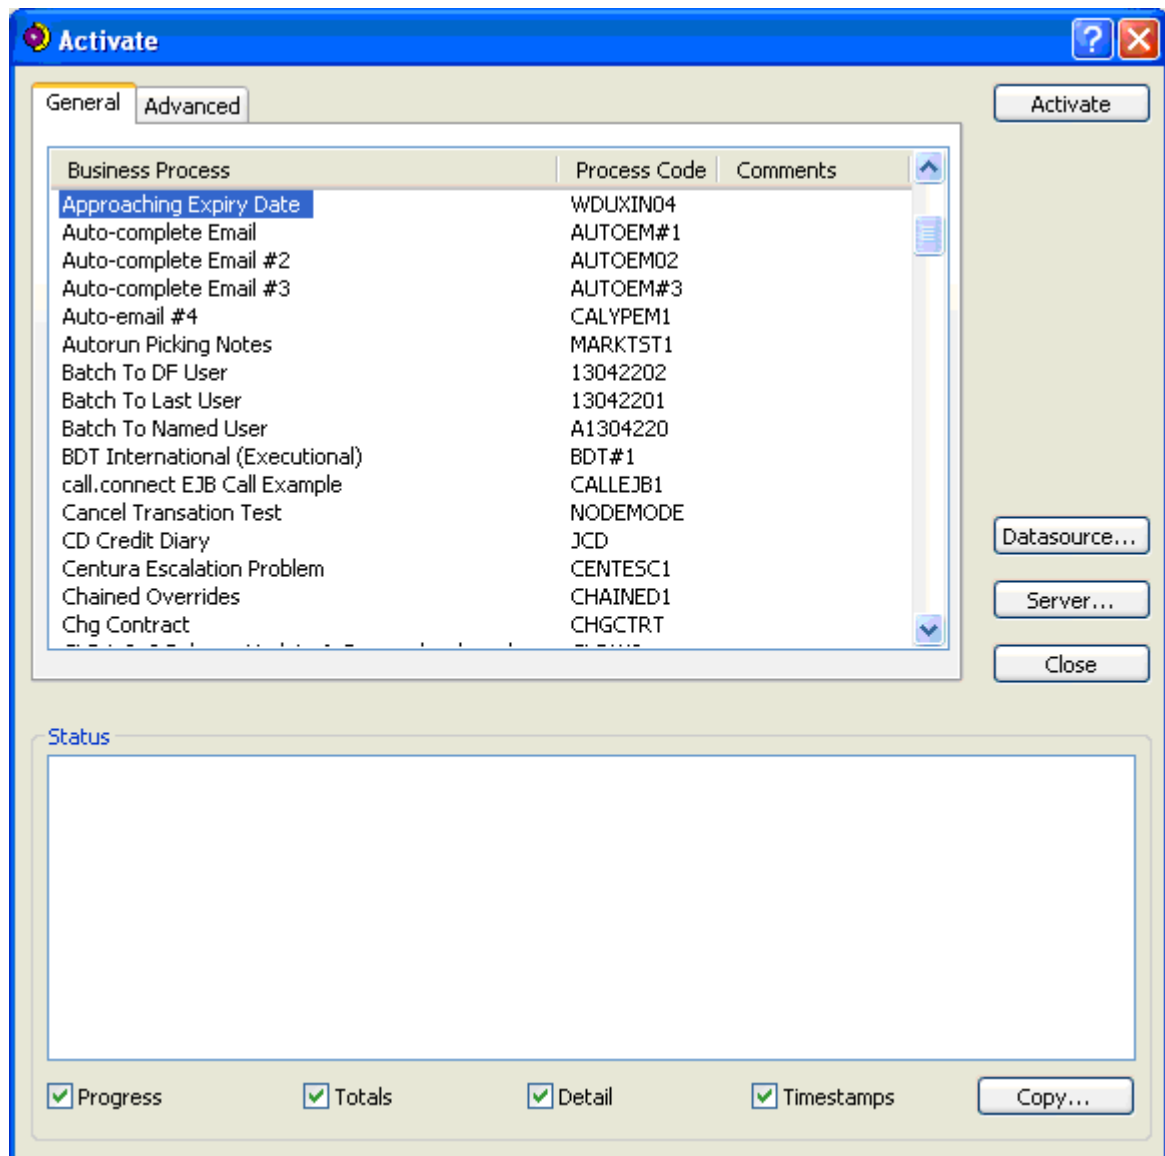 Activate
General Advanced Activate
Business Process Process Code Comments
Approaching Expiry Date WDUXIN04
Auto-complete Email AUTOEM#1
Auto-complete Email #2 AUTOEM02
Auto-complete Email #3 AUTOEM#3
Auto-email #4 CALYPEM1
Autorun Picking Notes MARKTST1
Batch To DF User 13042202
Batch To Last User 13042201
Batch To Named User A1304220
BDT International (Executional) BDT#1
call.connect EJB Call Example CALLEJB1
Cancel Transation Test NODEMODE
CD Credit Diary JCD
Datasource...
Centura Escalation Problem CENTESC1
Chained Overrides CHAINED1
Server...
Chg Contract CHGCTRT
Close
Status
Progress Totals Detail Timestamps Copy...